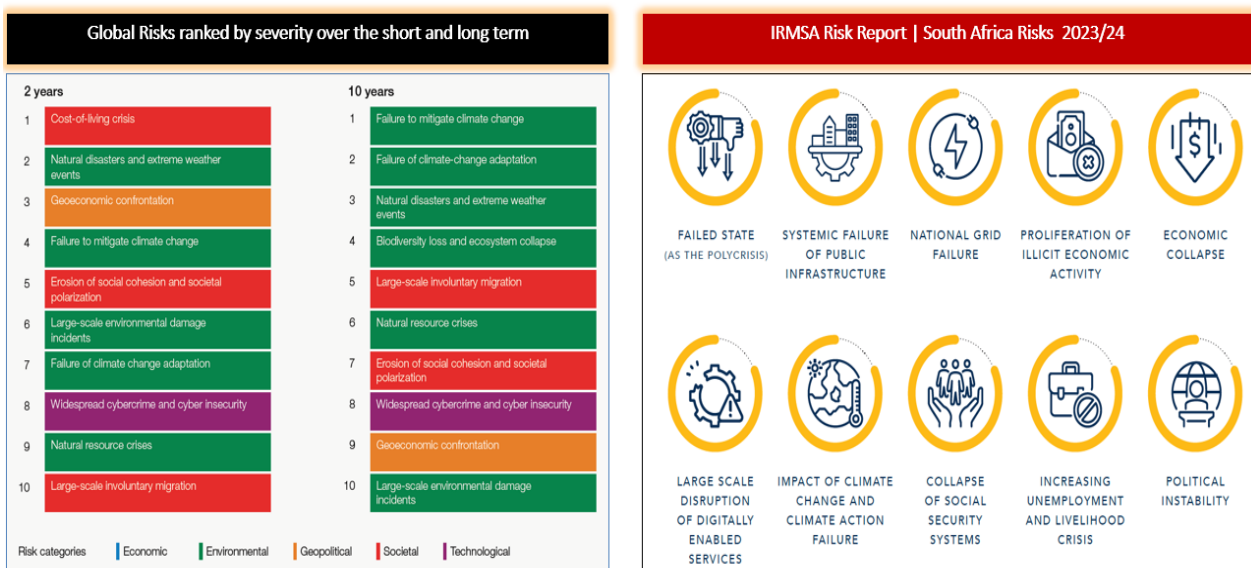 Global Risks ranked by severity over the short and long term
2 years
1
Cost-of-living crisis
2
Natural disasters and extreme weather
events
3
Geoeconomic confrontation
4
Failure to mitigate climate change
5
Erosion of social cohesion and societal
polarization
6
Large-scale environmental damage
incidents
7
Failure of climate change adaptation
8
Widespread cybercrime and cyber insecurity
9
Natural resource crises
10
Large-scale involuntary migration
10 years
1
Failure to mitigate climate change
2
Failure of climate-change adaptation
3
Natural disasters and extreme weather
events
4
Biodiversity loss and ecosystem collapse
5
Large-scale involuntary migration
6
Natural resource crises
7
Erosion of social cohesion and societal
polarization
8
Widespread cybercrime and cyber insecurity
9
Geoeconomic confrontation
10
Large-scale environmental damage
incidents
Risk categories
Economic
Environmental
Geopolitical
Societal
Technological
IRMSA Risk Report | South Africa Risks 2023/24
FAILED STATE
(AS THE POLYCRISIS)
SYSTEMIC FAILURE
OF PUBLIC
INFRASTRUCTURE
NATIONAL GRID
FAILURE
PROLIFERATION OF
ILLICIT ECONOMIC
ACTIVITY
$
ECONOMIC
COLLAPSE
LARGE SCALE
DISRUPTION
OF DIGITALLY
ENABLED
SERVICES
IMPACT OF CLIMATE
CHANGE AND
CLIMATE ACTION
FAILURE
COLLAPSE
OF SOCIAL
SECURITY
SYSTEMS
INCREASING
UNEMPLOYMENT
AND LIVELIHOOD
CRISIS
POLITICAL
INSTABILITY